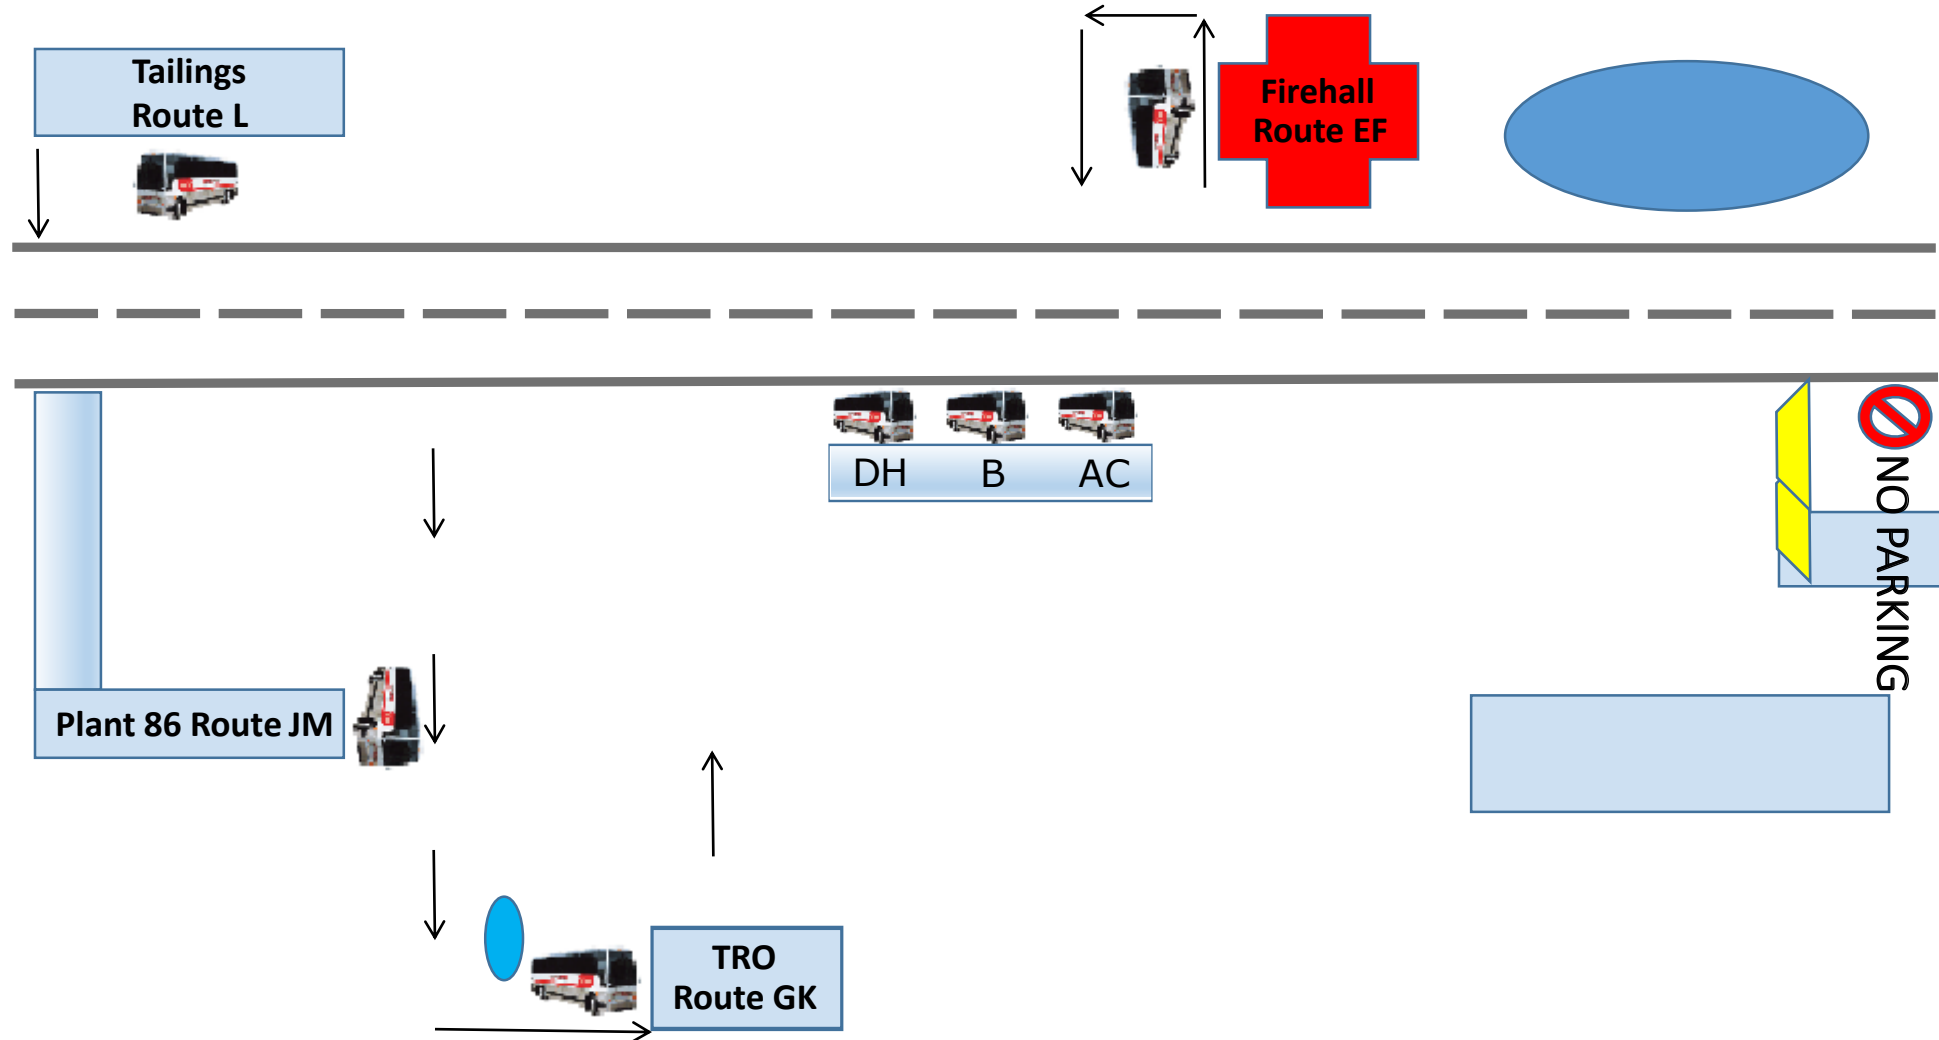 Tailings
Route L
Firehall
Route EF
DH B AC
NO PARKING
Plant 86 Route JM
TRO
Route GK